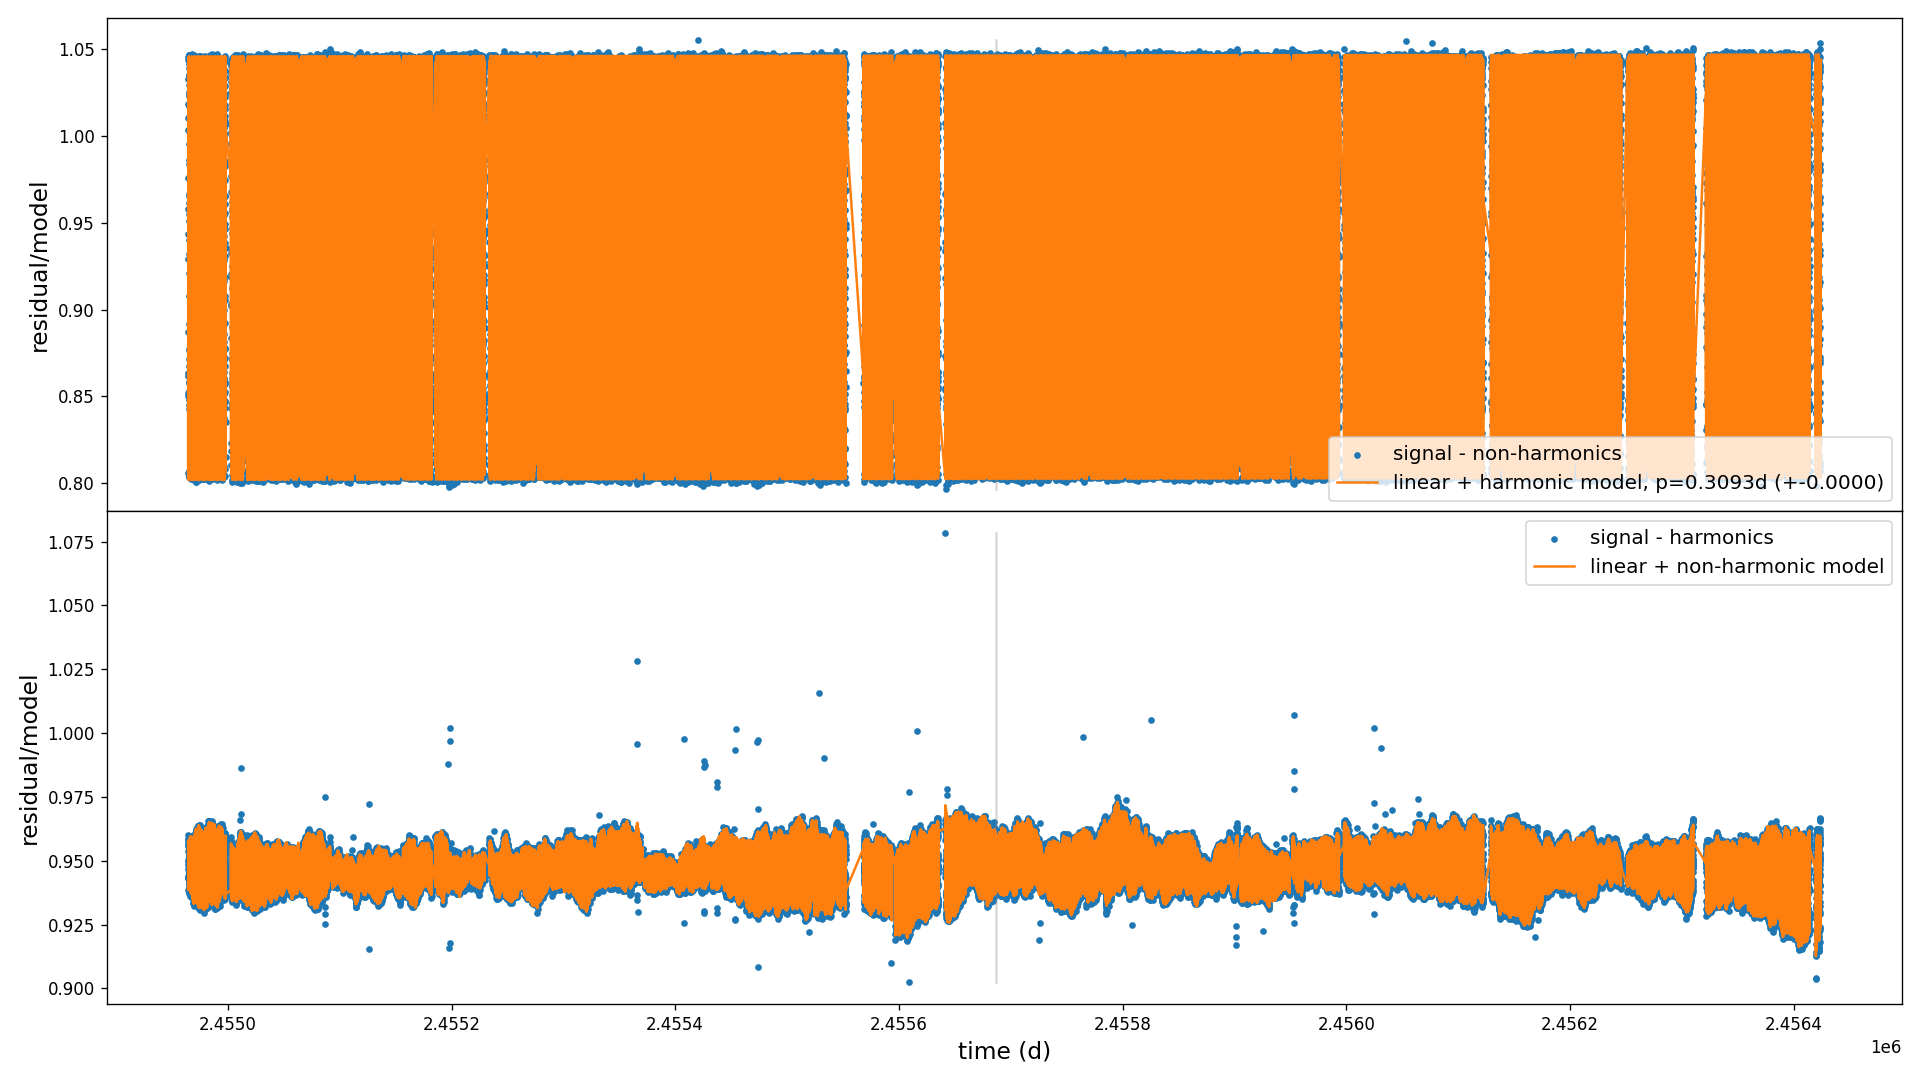 1.05
1.00
0.95
0.90
0.85
0.80
residual/model
signal - non-harmonics
linear + harmonic model, p=0.3093d (+-0.0000)
1.075
1.050
1.025
1.000
0.975
0.950
0.925
0.900
residual/model
signal - harmonics
linear + non-harmonic model
2.4550
2.4552
2.4554
2.4556
2.4558
2.4560
2.4562
2.4564
1e6
time (d)